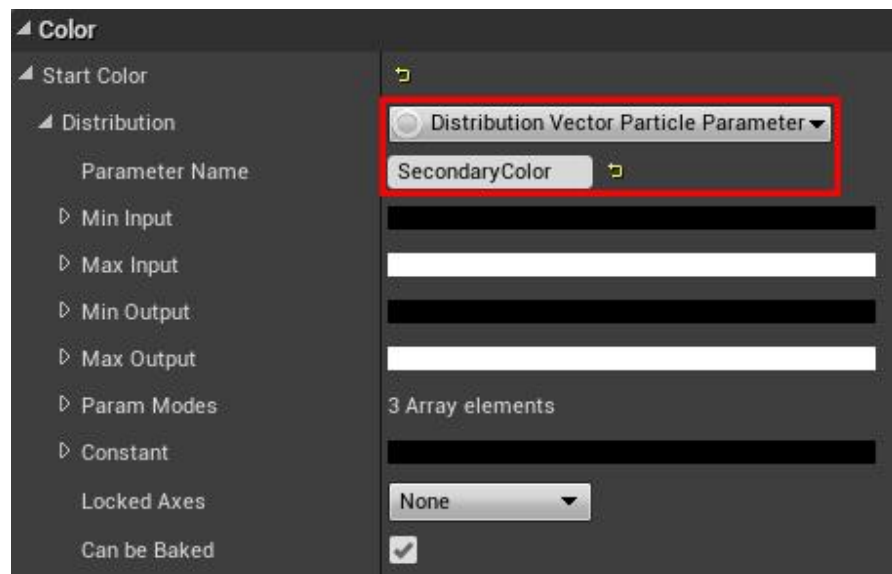 Color
Start Color
Distribution
Distribution Vector Particle Parameter
Parameter Name
SecondaryColor
Min Input
Max Input
Min Output
Max Output
Param Modes
3 Array elements
Constant
Locked Axes
None
Can be Baked